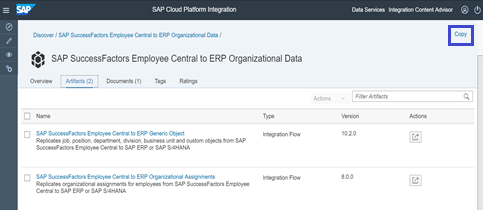 SAP
SAP Cloud Platform Integration
Data Services Integration Content Advisor
Discover / SAP SuccessFactors Employee Central to ERP Organizational Data /
Copy
SAP SuccessFactors Employee Central to ERP Organizational Data
Overview Artifacts (2) Documents (1) Tags Ratings
Actions Filter Artifacts
Name Type Version Actions
SAP SuccessFactors Employee Central to ERP Generic Object Integration Flow 10.2.0
Replicates job, position, department, division, business unit and custom objects from SAP
SuccessFactors Employee Central to SAP ERP or SAP S/4HANA
SAP SuccessFactors Employee Central to ERP Organizational Assignments Integration Flow 8.0.0
Replicates organizational assignments for employees from SAP SuccessFactors Employee
Central to SAP ERP or SAP S/4HANA